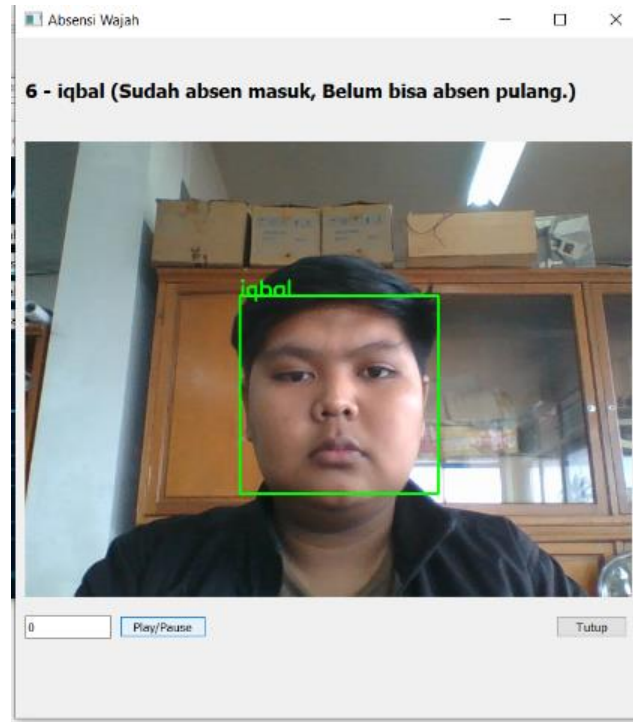 Absensi Wajah
6 - iqbal (Sudah absen masuk, Belum bisa absen pulang.)
iqbal
0
Play/Pause
Tutup